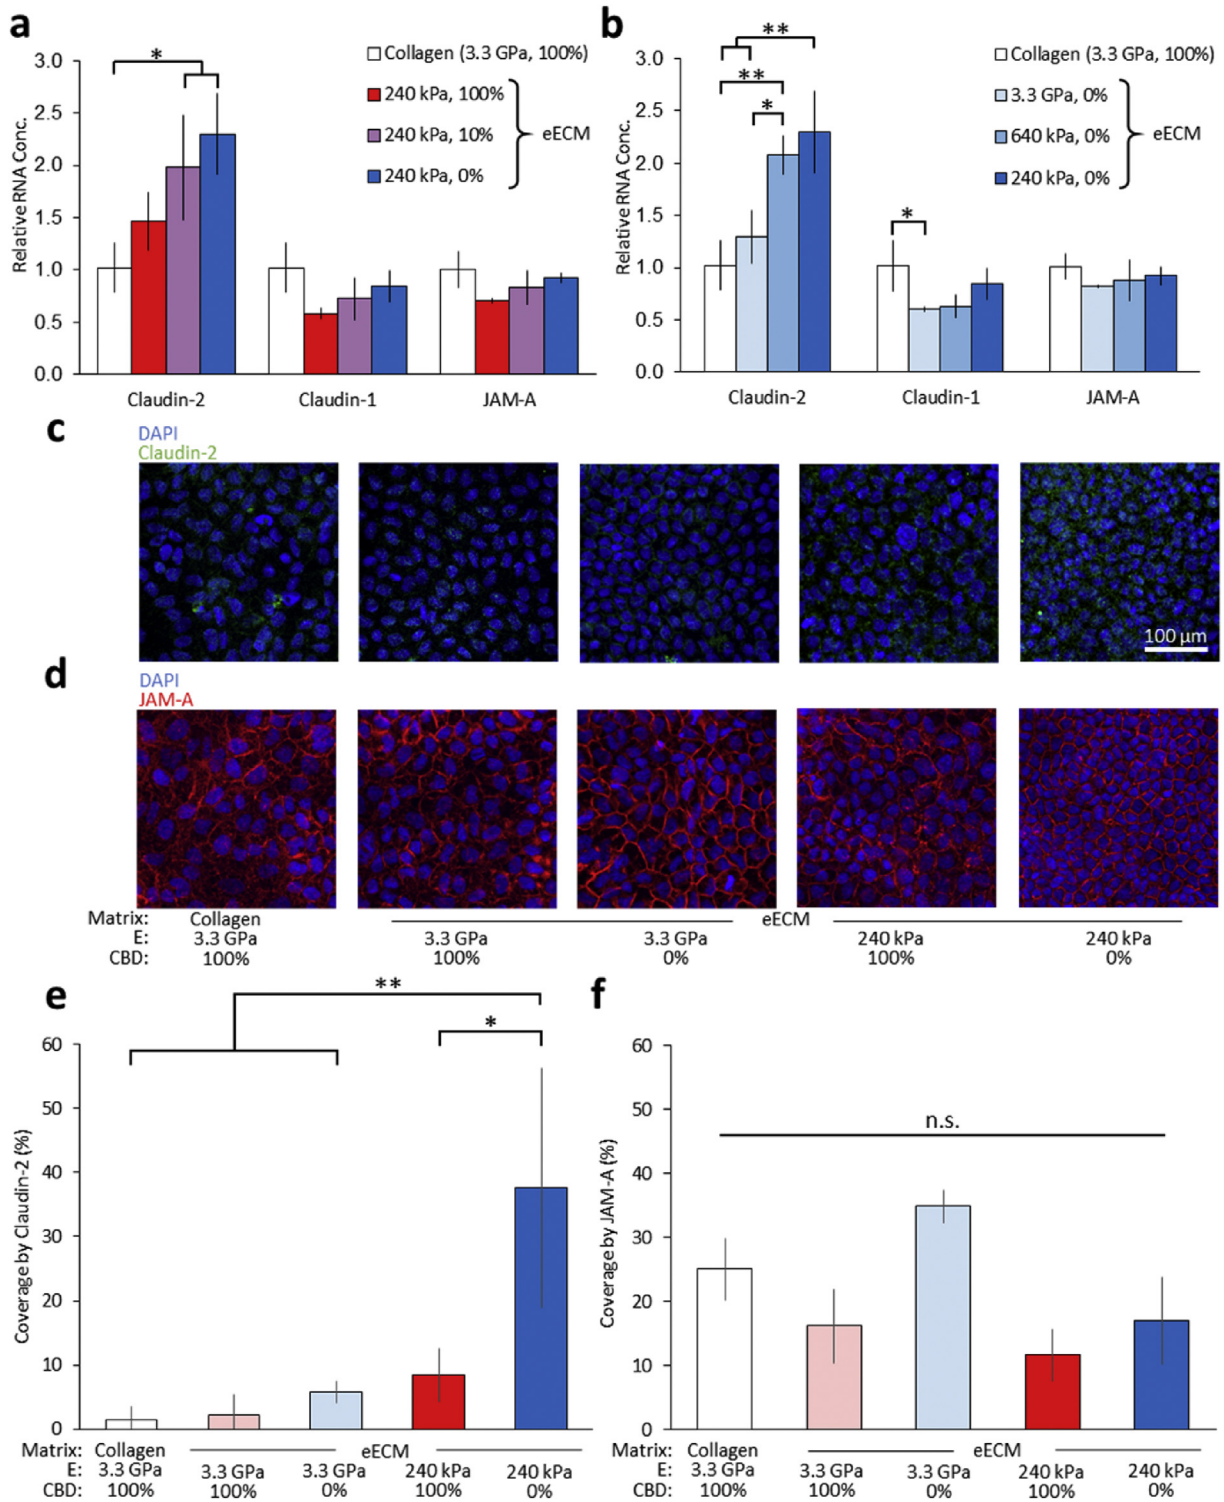 a
Relative RNA Conc.
3.0
2.5
2.0
1.5
1.0
0.5
0.0
*
Collagen (3.3 GPa, 100%)
240 kPa, 100%
240 kPa, 10%
240 kPa, 0%
eECM
Claudin-2 Claudin-1 JAM-A
b
Relative RNA Conc.
3.0
2.5
2.0
1.5
1.0
0.5
0.0
**
**
*
*
Collagen (3.3 GPa, 100%)
3.3 GPa, 0%
640 kPa, 0%
240 kPa, 0%
eECM
Claudin-2 Claudin-1 JAM-A
c
DAPI
Claudin-2
100 µm
d
DAPI
JAM-A
Matrix: Collagen eECM
E: 3.3 GPa 3.3 GPa 3.3 GPa 240 kPa 240 kPa
CBD: 100% 100% 0% 100% 0%
e
Coverage by Claudin-2 (%)
60
50
40
30
20
10
0
**
*
Matrix: Collagen eECM
E: 3.3 GPa 3.3 GPa 3.3 GPa 240 kPa 240 kPa
CBD: 100% 100% 0% 100% 0%
f
Coverage by JAM-A (%)
60
50
40
30
20
10
0
n.s.
Matrix: Collagen eECM
E: 3.3 GPa 3.3 GPa 3.3 GPa 240 kPa 240 kPa
CBD: 100% 100% 0% 100% 0%